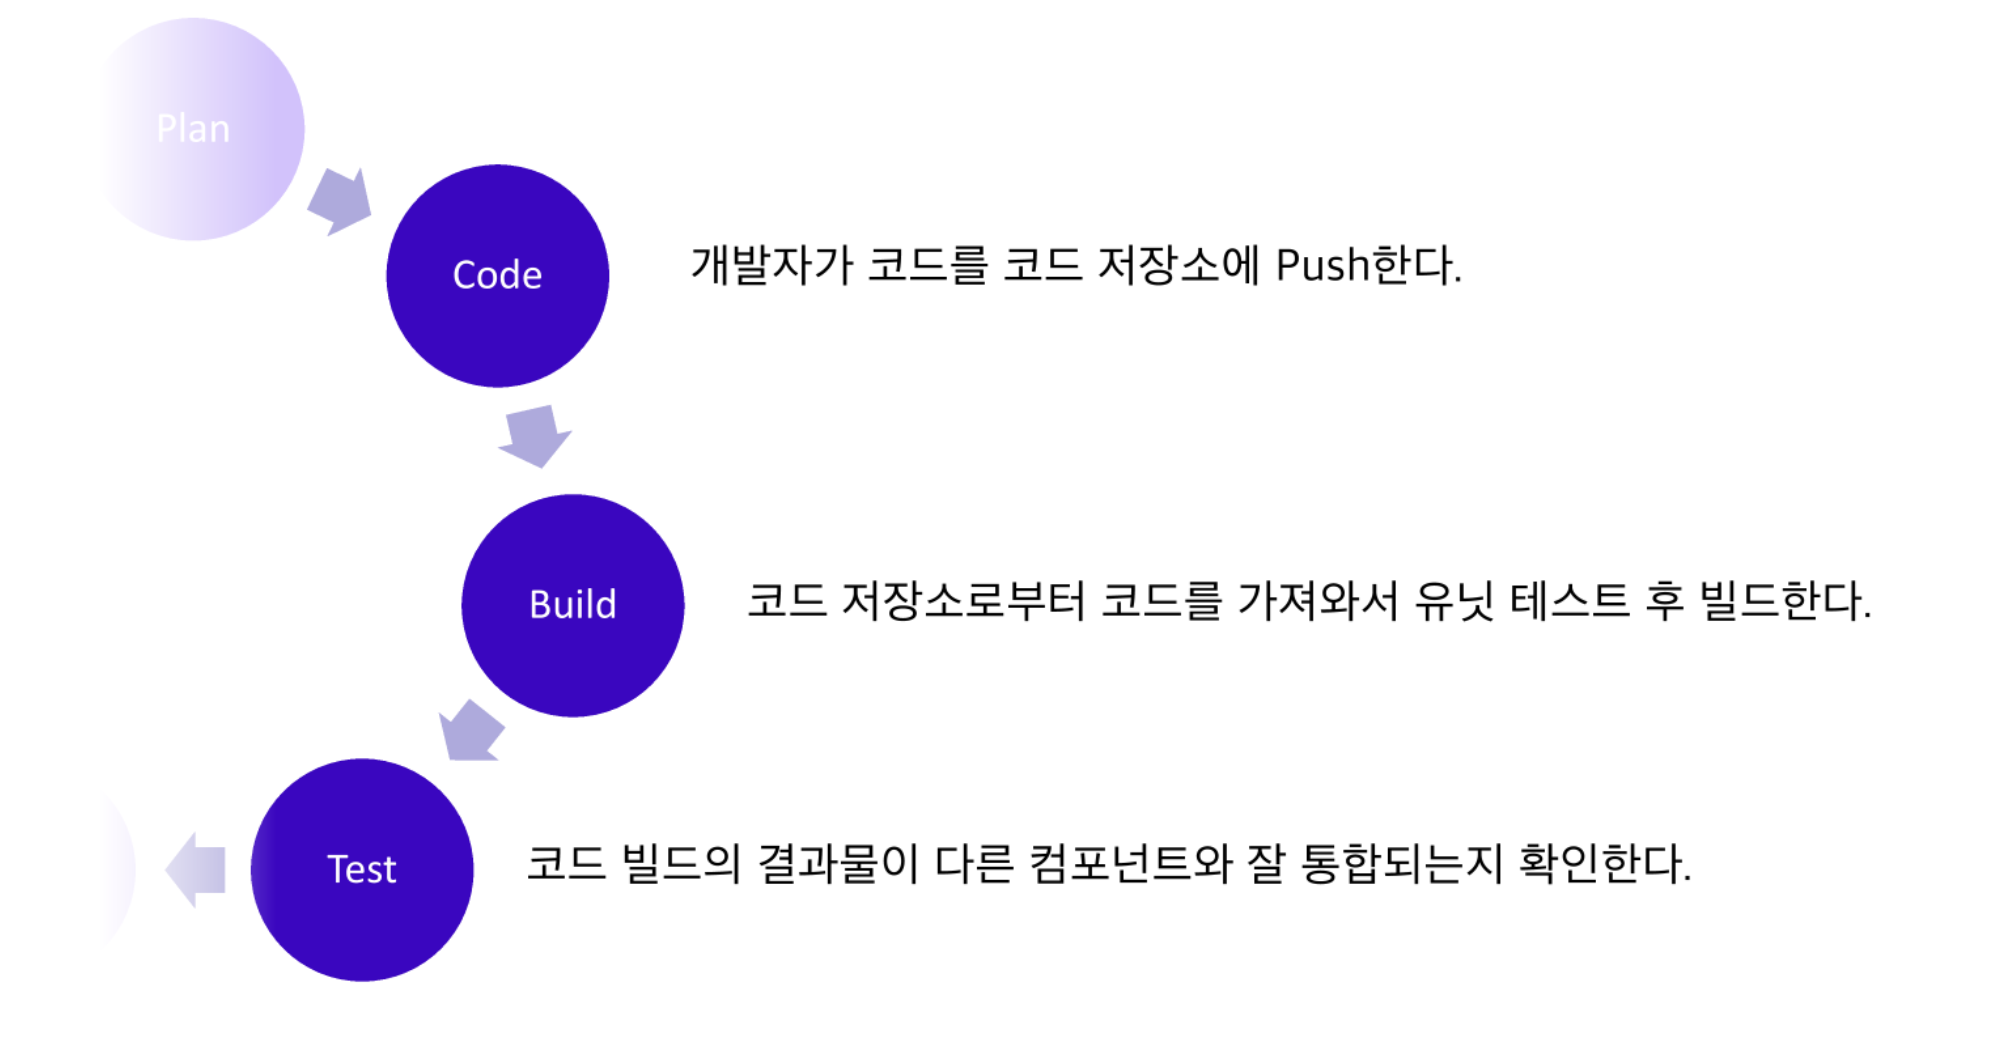 Plan
Code
개발자가 코드를 코드 저장소에 Push한다.
Build
코드 저장소로부터 코드를 가져와서 유닛 테스트 후 빌드한다.
Test
코드 빌드의 결과물이 다른 컴포넌트와 잘 통합되는지 확인한다.